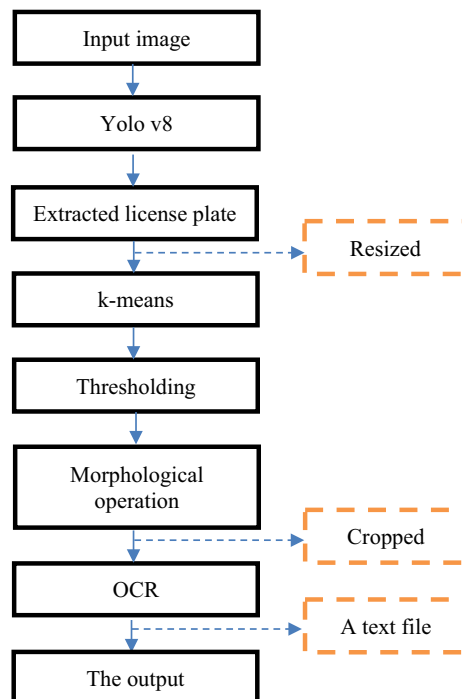 Input image
Yolo v8
Extracted license plate
Resized
k-means
Thresholding
Morphological
operation
Cropped
OCR
A text file
The output